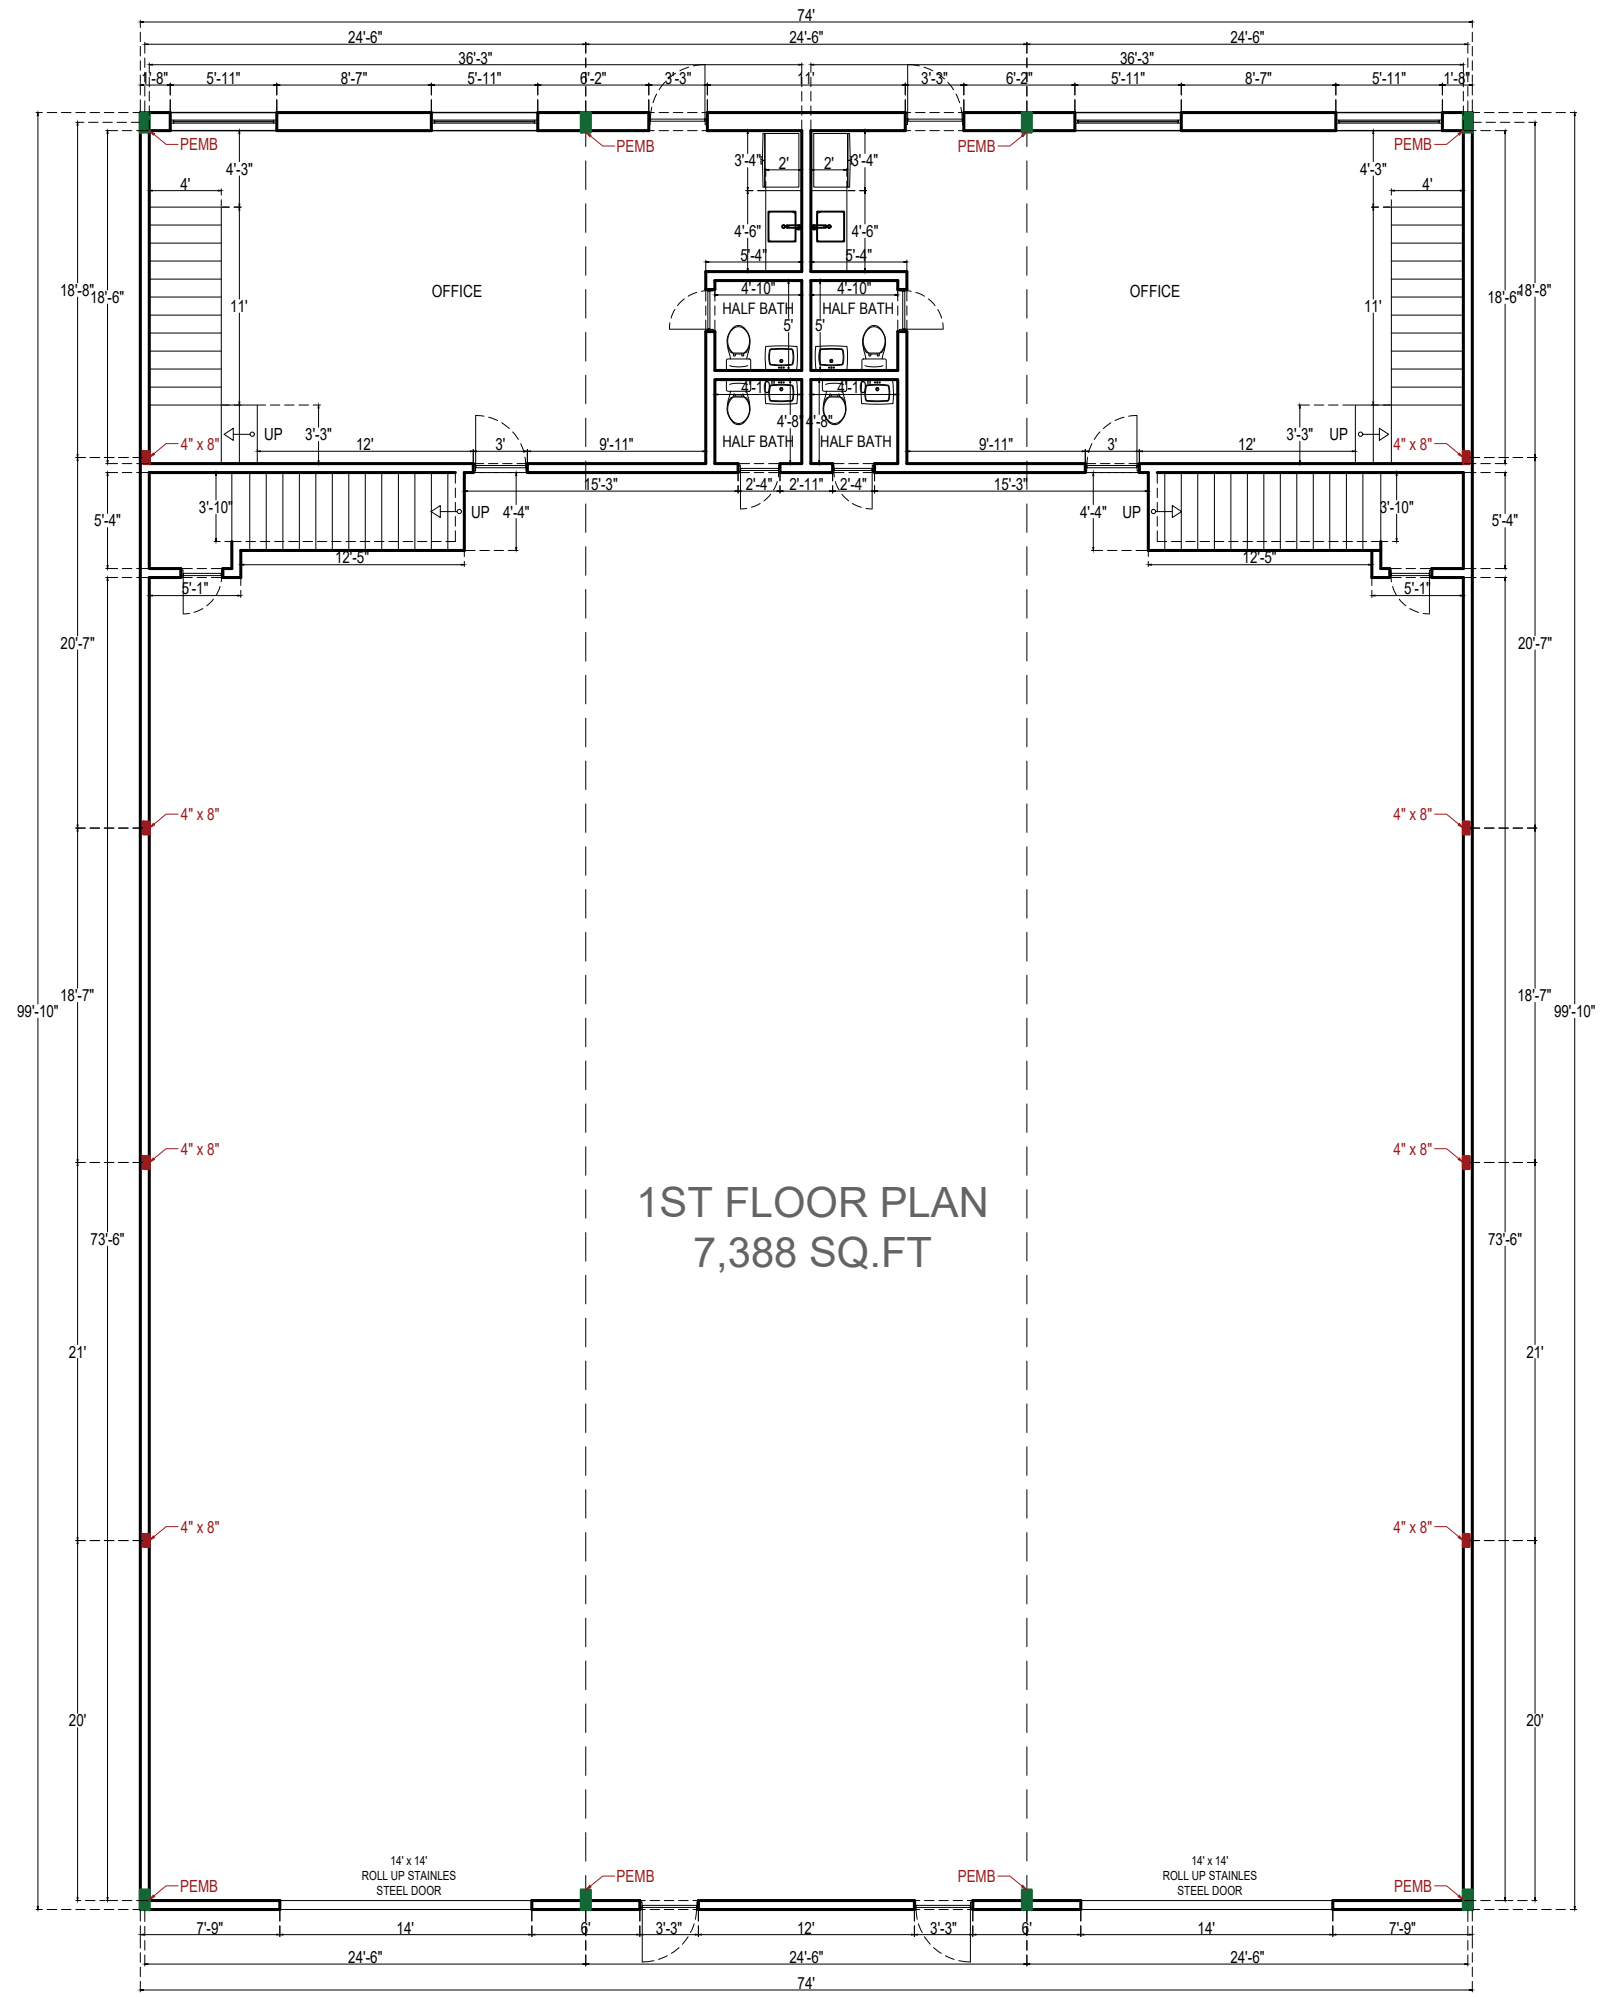 74'
24'-6" 24'-6" 24'-6"
36'-3" 36'-3"
1'-8" 5'-11" 8'-7" 5'-11" 6'-2" 3'-3" 11' 3'-3" 6'-2" 5'-11" 8'-7" 5'-11" 1'-8"
PEMB PEMB PEMB PEMB
4'-3" 3'-4" 2' 2' 3'-4" 4'-3"
4' 4'
4'-6" 4'-6"
5'-4" 5'-4"
18'-8" 18'-6" 11' OFFICE 4'-10" 4'-10" OFFICE 11' 18'-6" 18'-8"
HALF BATH HALF BATH
5' 5'
4'-10" 4'-10"
4'-8" 4'-8"
4" x 8" UP 3'-3" 12' 3' 9'-11" HALF BATH HALF BATH 9'-11" 3' 12' 3'-3" UP 4" x 8"
15'-3" 2'-4" 2'-11" 2'-4" 15'-3"
5'-4" 3'-10" UP 4'-4" 4'-4" UP 3'-10" 5'-4"
12'-5" 12'-5"
5'-1" 5'-1"
20'-7" 20'-7"
4" x 8" 4" x 8"
18'-7" 18'-7"
99'-10" 99'-10"
4" x 8" 4" x 8"
1ST FLOOR PLAN
73'-6" 73'-6"
7,388 SQ.FT
21' 21'
4" x 8" 4" x 8"
20' 20'
14' x 14' 14' x 14'
ROLL UP STAINLES ROLL UP STAINLES
STEEL DOOR STEEL DOOR
PEMB PEMB PEMB PEMB
7'-9" 14' 6' 3'-3" 12' 3'-3" 6' 14' 7'-9"
24'-6" 24'-6" 24'-6"
74'